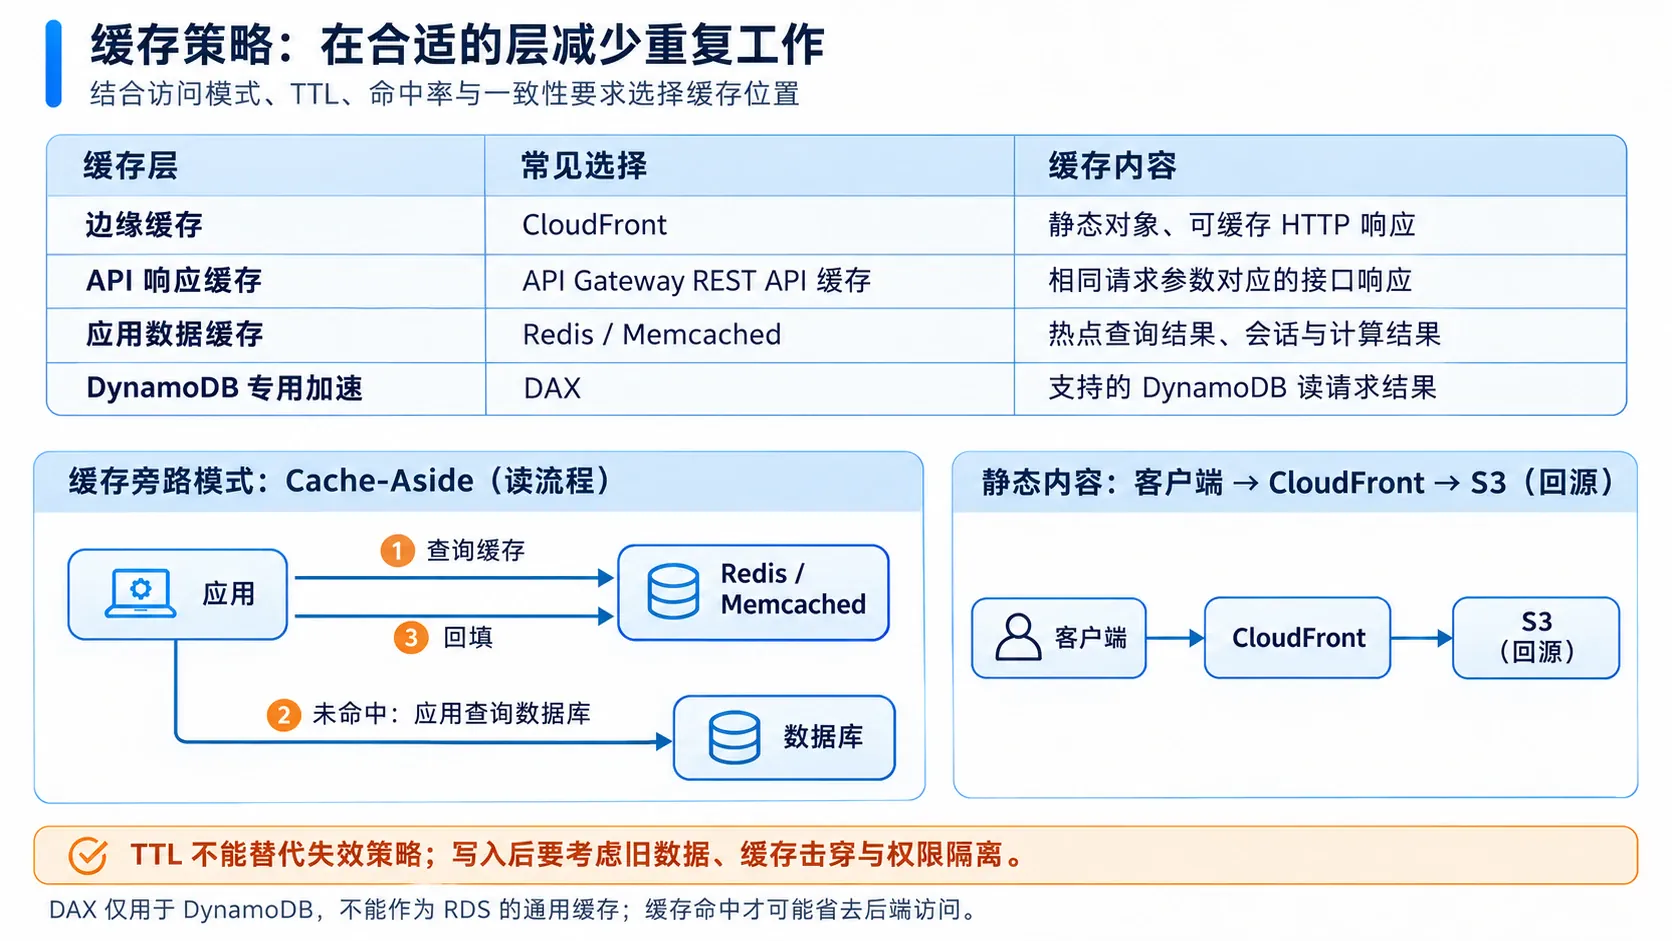 缓存策略：在合适的层减少重复工作
结合访问模式、TTL、命中率与一致性要求选择缓存位置
缓存层 常见选择 缓存内容
边缘缓存 CloudFront 静态对象、可缓存 HTTP 响应
API 响应缓存 API Gateway REST API 缓存 相同请求参数对应的接口响应
应用数据缓存 Redis / Memcached 热点查询结果、会话与计算结果
DynamoDB 专用加速 DAX 支持的 DynamoDB 读请求结果
缓存旁路模式：Cache-Aside（读流程）
1 查询缓存
应用
Redis /
Memcached
3 回填
2 未命中：应用查询数据库
数据库
静态内容：客户端 → CloudFront → S3（回源）
客户端
CloudFront
S3
（回源）
TTL 不能替代失效策略；写入后要考虑旧数据、缓存击穿与权限隔离。
DAX 仅用于 DynamoDB，不能作为 RDS 的通用缓存；缓存命中才可能省去后端访问。